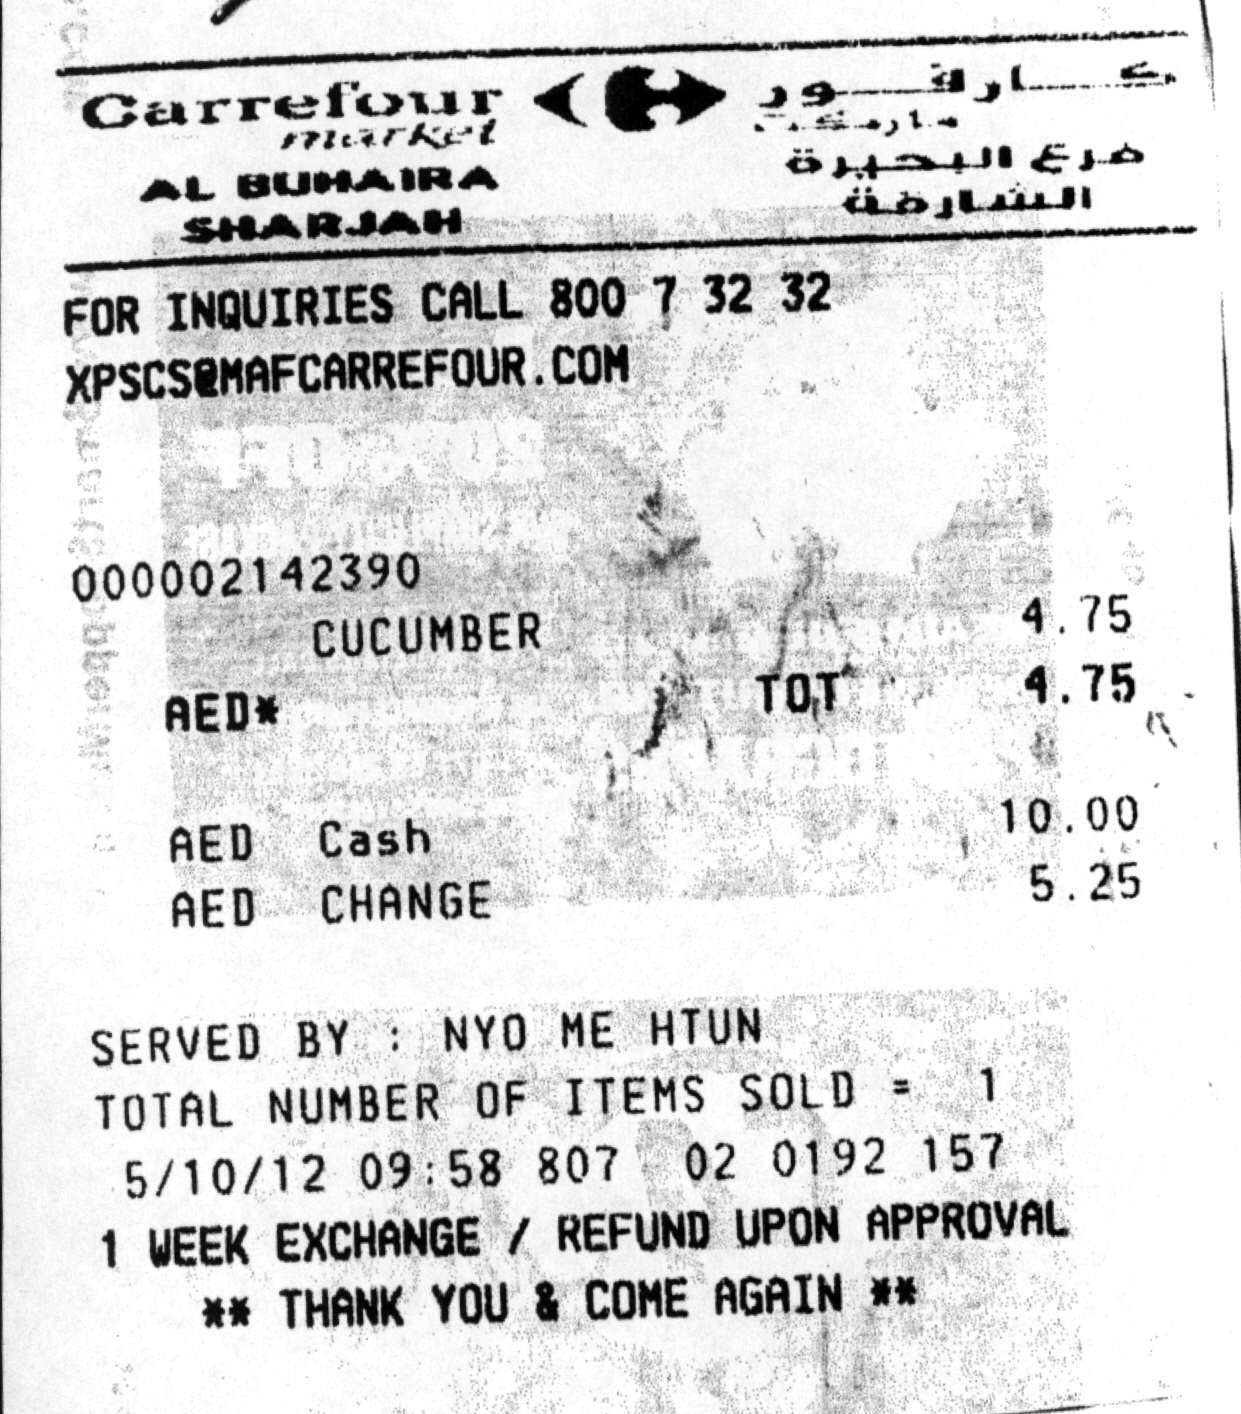 Carrefour كارفور
market ماركت
AL BUHAIRA فرع البحيرة
SHARJAH الشارقة
FOR INQUIRIES CALL 800 7 32 32
XPSCS@MAFCARREFOUR.COM
000002142390
CUCUMBER 4.75
AED* TOT 4.75
AED Cash 10.00
AED CHANGE 5.25
SERVED BY : NYO ME HTUN
TOTAL NUMBER OF ITEMS SOLD = 1
5/10/12 09:58 807 02 0192 157
1 WEEK EXCHANGE / REFUND UPON APPROVAL
** THANK YOU & COME AGAIN **